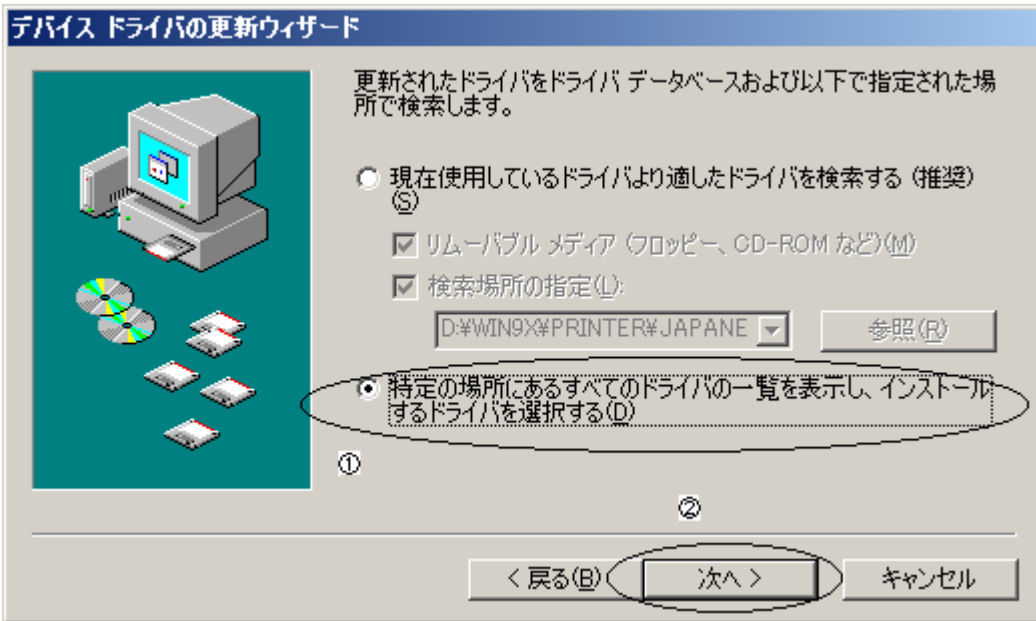 デバイス ドライバの更新ウィザード
更新されたドライバをドライバ データベースおよび以下で指定された場
所で検索します。
現在使用しているドライバより適したドライバを検索する (推奨)
(S)
リムーバブル メディア (フロッピー、CD-ROM など)(M)
検索場所の指定(L):
D:¥WIN9X¥PRINTER¥JAPANE
参照(R)
特定の場所にあるすべてのドライバの一覧を表示し、インストール
するドライバを選択する(D)
①
②
< 戻る(B)
次へ >
キャンセル